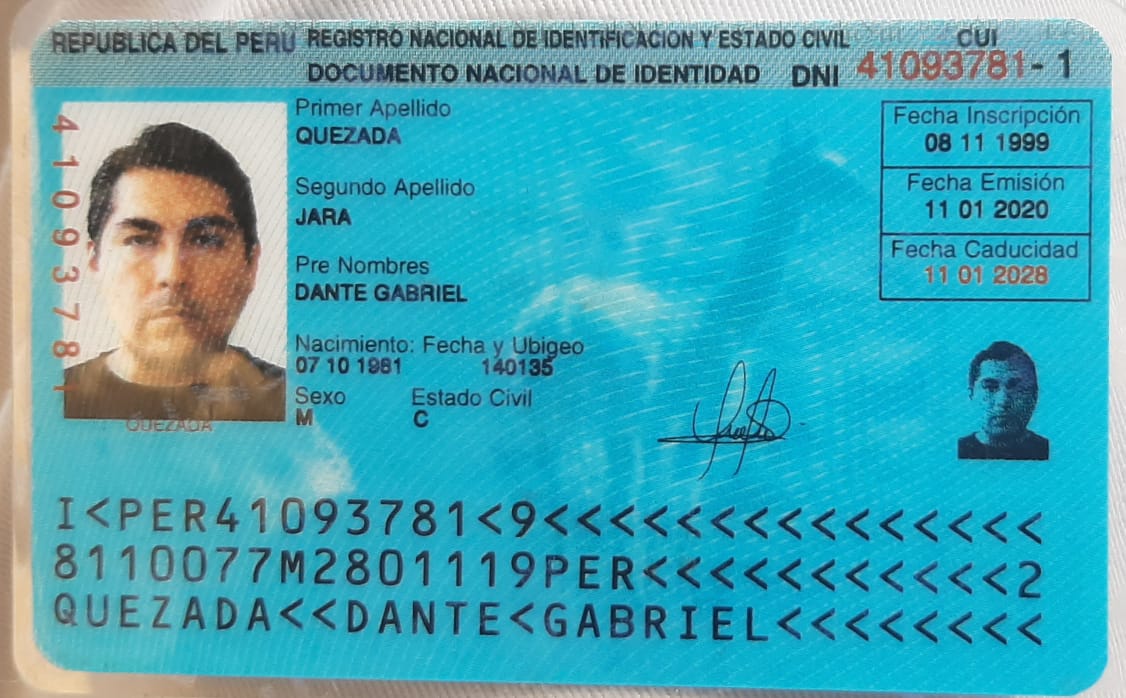 REPUBLICA DEL PERU REGISTRO NACIONAL DE IDENTIFICACION Y ESTADO CIVIL CUI
DOCUMENTO NACIONAL DE IDENTIDAD DNI 41093781 - 1
Primer Apellido
QUEZADA
Segundo Apellido
JARA
Pre Nombres
DANTE GABRIEL
Nacimiento: Fecha y Ubigeo
07 10 1981 140135
Sexo Estado Civil
M C
Fecha Inscripción
08 11 1999
Fecha Emisión
11 01 2020
Fecha Caducidad
11 01 2028
41093781
QUEZADA
I<PER41093781<9<<<<<<<<<<<<<<<
8110077M2801119PER<<<<<<<<<<<2
QUEZADA<<DANTE<GABRIEL<<<<<<<<